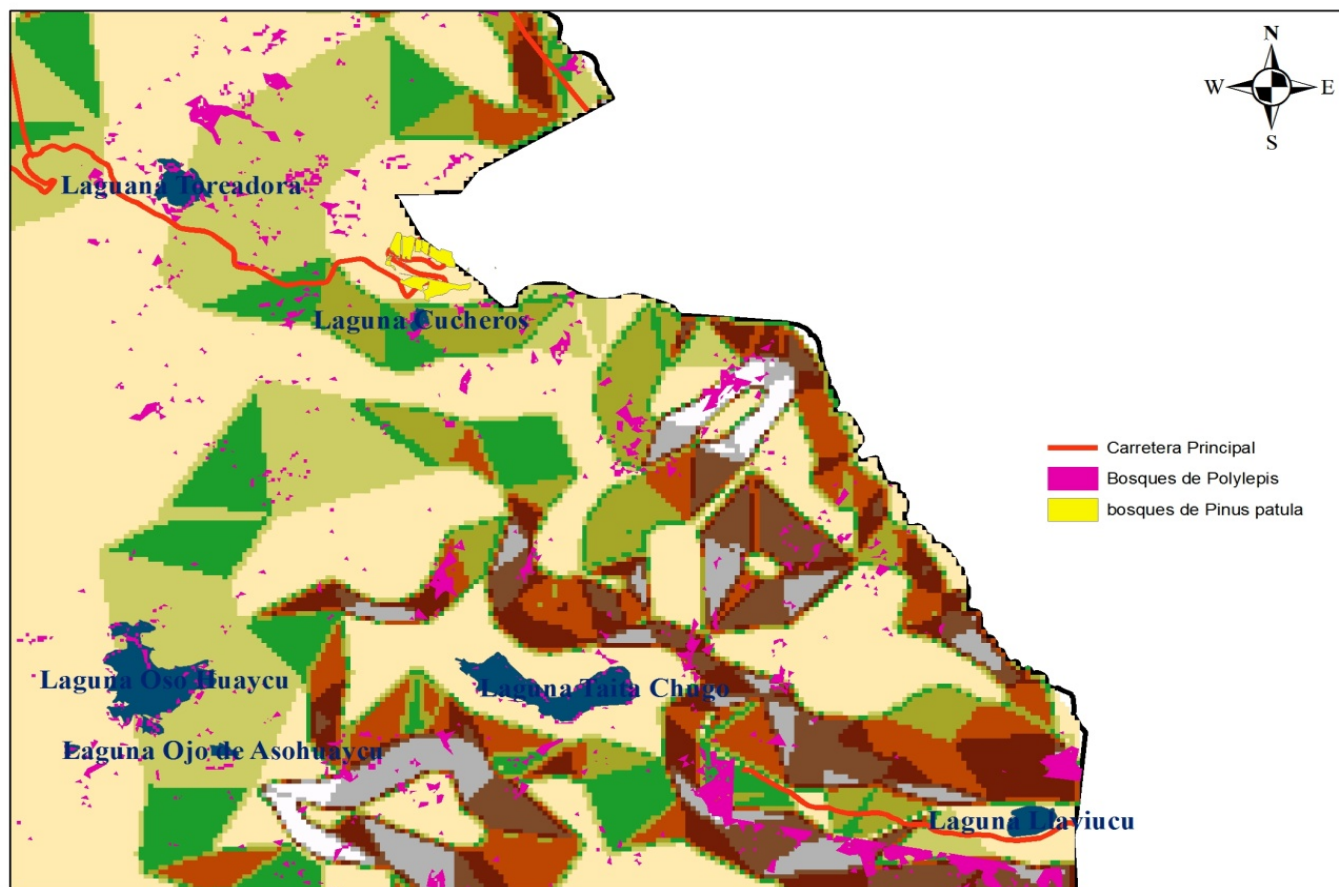 N
W
E
S
Laguana Toreadora
Laguna Cucheros
Carretera Principal
Bosques de Polylepis
bosques de Pinus patula
Laguna Oso Huaycu
Laguna Taita Chugo
Laguna Ojo de Asohuaycu
Laguna Llaviucu